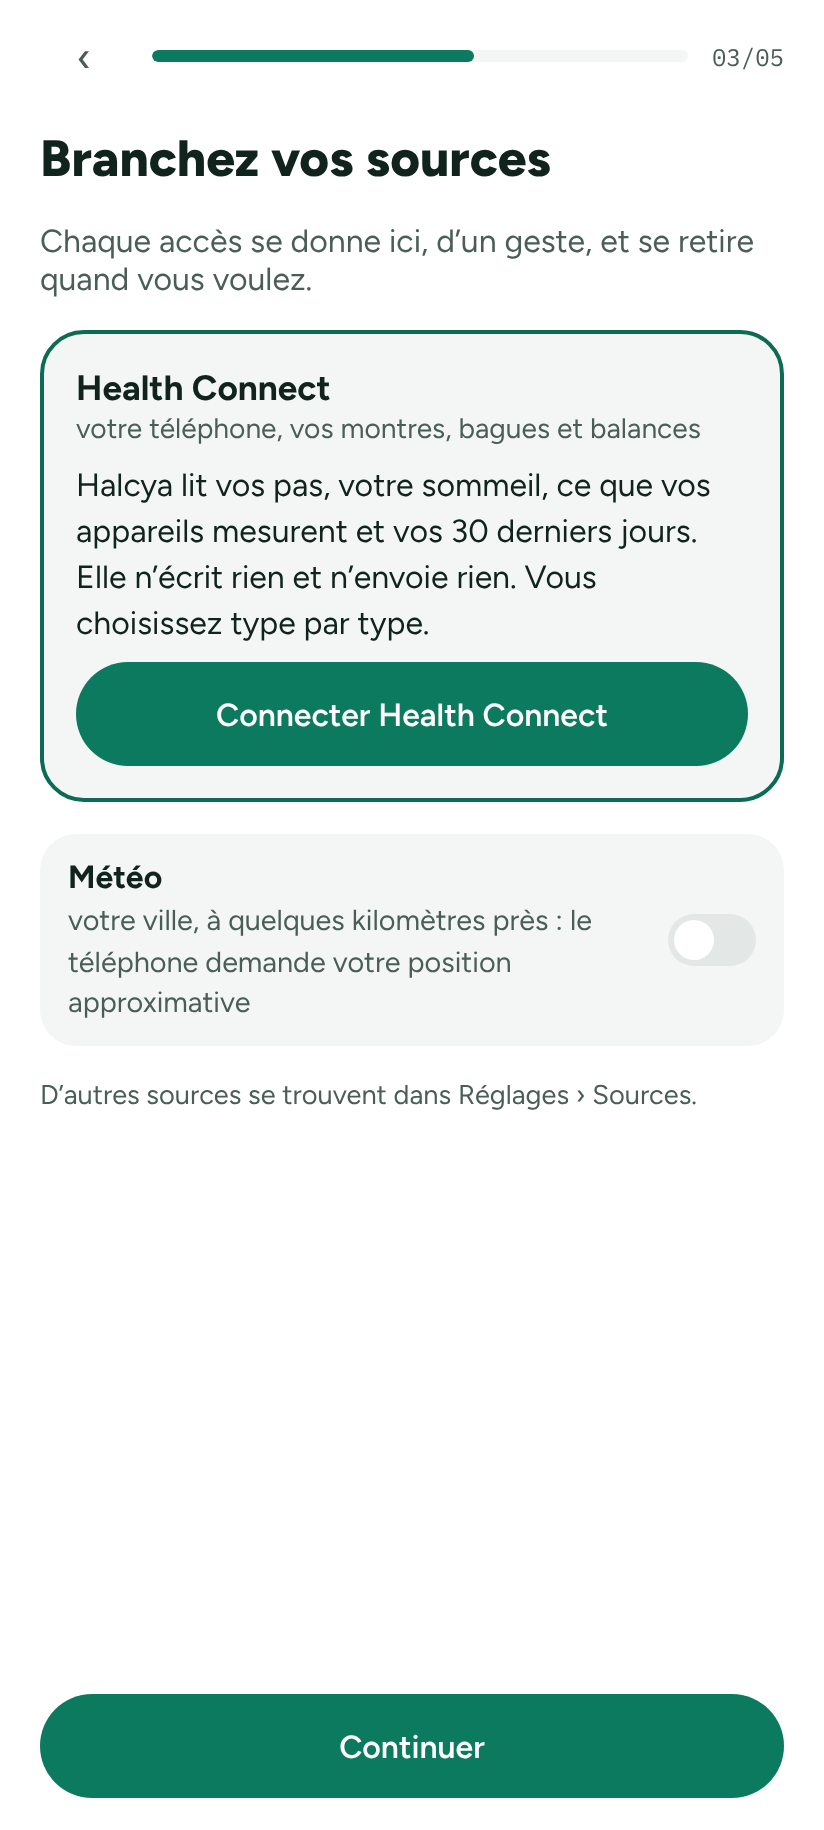 ‹ 03/05
Branchez vos sources
Chaque accès se donne ici, d’un geste, et se retire
quand vous voulez.
Health Connect
votre téléphone, vos montres, bagues et balances
Halcya lit vos pas, votre sommeil, ce que vos
appareils mesurent et vos 30 derniers jours.
Elle n’écrit rien et n’envoie rien. Vous
choisissez type par type.
Connecter Health Connect
Météo
votre ville, à quelques kilomètres près : le
téléphone demande votre position
approximative
D’autres sources se trouvent dans Réglages › Sources.
Continuer